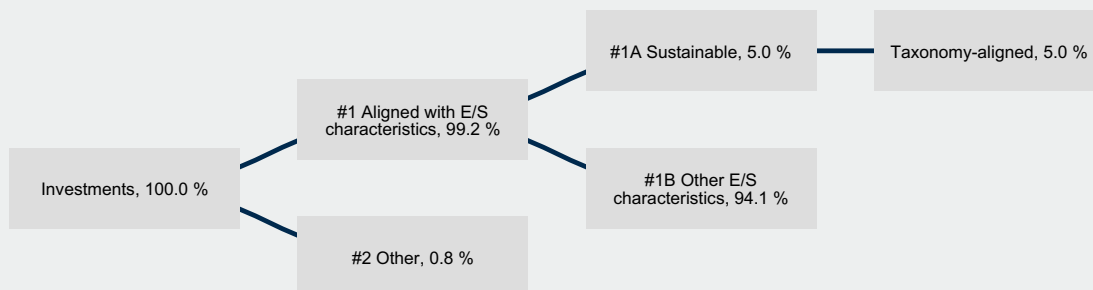 #1A Sustainable, 5.0 %
Taxonomy-aligned, 5.0 %
#1 Aligned with E/S
characteristics, 99.2 %
Investments, 100.0 %
#1B Other E/S
characteristics, 94.1 %
#2 Other, 0.8 %